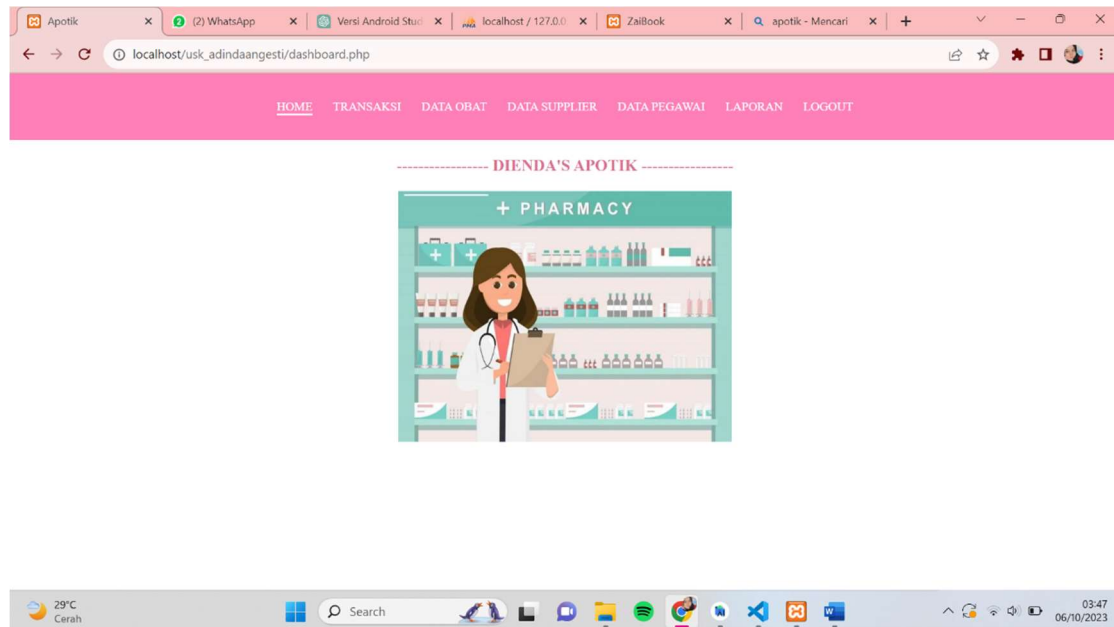 Apotik
(2) WhatsApp
Versi Android Stud
localhost / 127.0.0
ZaiBook
apotik - Mencari
localhost/usk_adindaangesti/dashboard.php
HOME TRANSAKSI DATA OBAT DATA SUPPLIER DATA PEGAWAI LAPORAN LOGOUT
----------------- DIENDA'S APOTIK -----------------
+ PHARMACY
29°C
Cerah
Search
03:47
06/10/2023